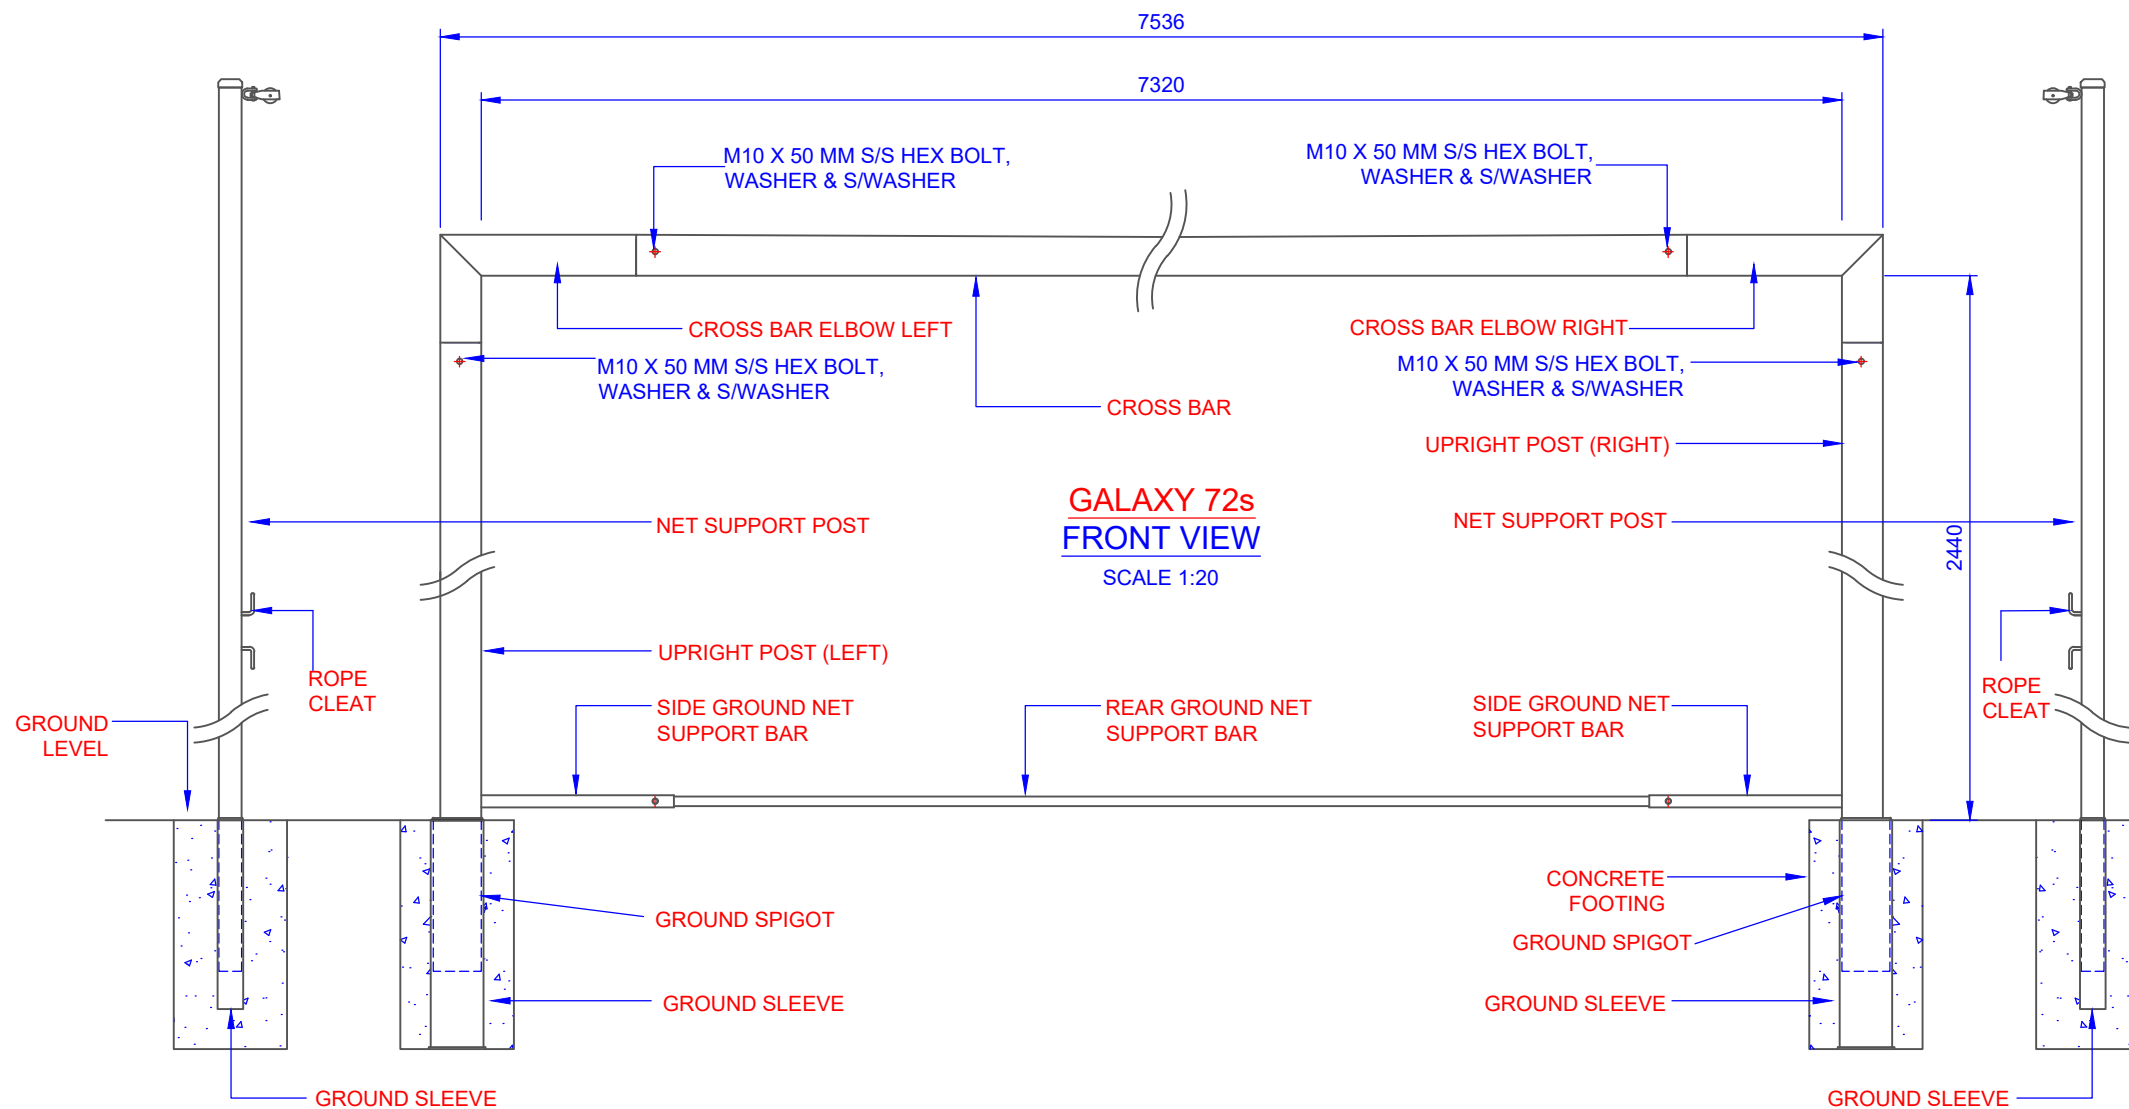 7536
7320
M10 X 50 MM S/S HEX BOLT,
WASHER & S/WASHER
M10 X 50 MM S/S HEX BOLT,
WASHER & S/WASHER
CROSS BAR ELBOW LEFT
CROSS BAR ELBOW RIGHT
M10 X 50 MM S/S HEX BOLT,
WASHER & S/WASHER
M10 X 50 MM S/S HEX BOLT,
WASHER & S/WASHER
CROSS BAR
UPRIGHT POST (RIGHT)
GALAXY 72s
FRONT VIEW
SCALE 1:20
NET SUPPORT POST
NET SUPPORT POST
2440
UPRIGHT POST (LEFT)
ROPE
CLEAT
ROPE
CLEAT
GROUND
LEVEL
SIDE GROUND NET
SUPPORT BAR
REAR GROUND NET
SUPPORT BAR
SIDE GROUND NET
SUPPORT BAR
CONCRETE
FOOTING
GROUND SPIGOT
GROUND SPIGOT
GROUND SLEEVE
GROUND SLEEVE
GROUND SLEEVE
GROUND SLEEVE